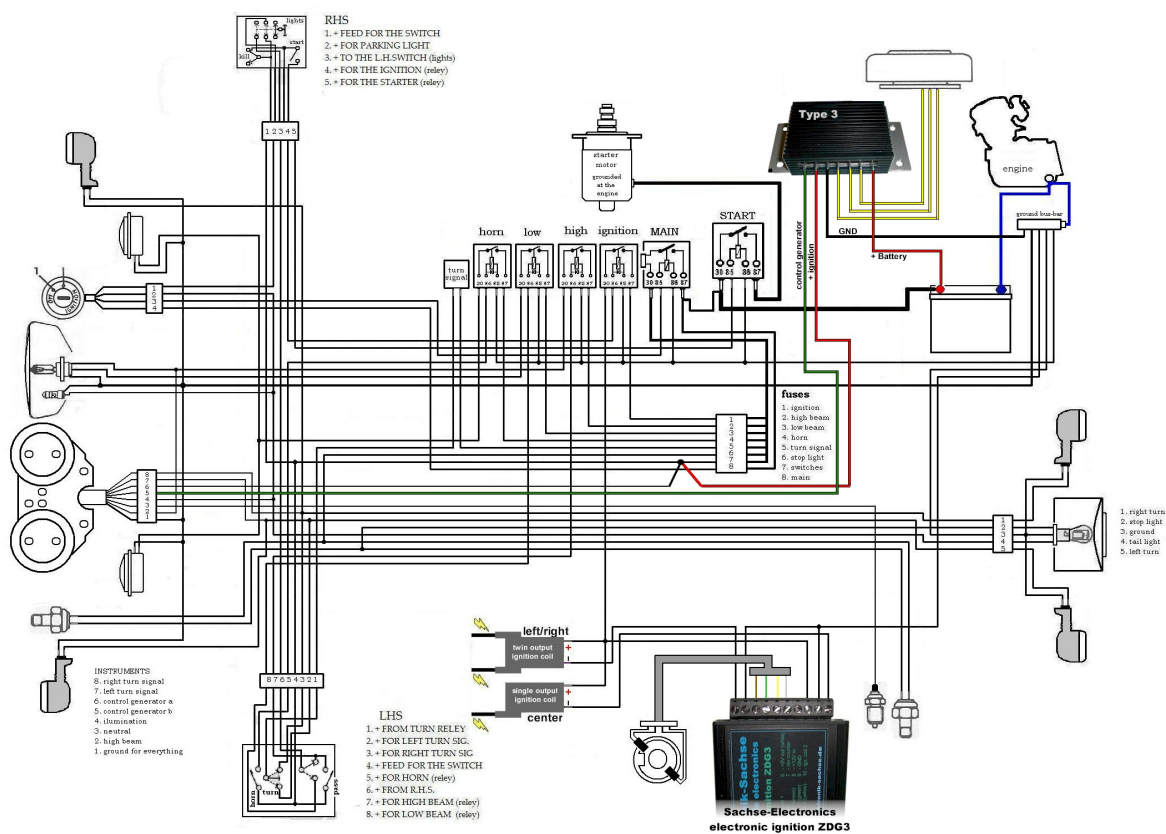 lights
start
kill
RHS
1. + FEED FOR THE SWITCH
2. + FOR PARKING LIGHT
3. + TO THE L.H.SWITCH (lights)
4. + FOR THE IGNITION (reley)
5. + FOR THE STARTER (reley)
1 2 3 4 5
starter
motor
grounded
at the
engine
Type 3
engine
ground bus-bar
control generator
+ ignition
GND
+ Battery
horn
low
high
ignition
MAIN
START
turn
signal
30 86 85 87
30 86 85 87
30 86 85 87
30 86 85 87
30 85 86 87
30 85 86 87
1
fuses
1. ignition
2. high beam
3. low beam
4. horn
5. turn signal
6. stop light
7. switches
8. main
1
2
3
4
5
6
7
8
8
7
6
5
4
3
2
1
1
2
3
4
5
1. right turn
2. stop light
3. ground
4. tail light
5. left turn
INSTRUMENTS
8. right turn signal
7. left turn signal
6. control generator a
5. control generator b
4. ilumination
3. neutral
2. high beam
1. ground for everything
8 7 6 5 4 3 2 1
horn
turn
pass
LHS
1. + FROM TURN RELEY
2. + FOR LEFT TURN SIG.
3. + FOR RIGHT TURN SIG
4. + FEED FOR THE SWITCH
5. + FOR HORN (reley)
6. + FROM R.H.S.
7. + FOR HIGH BEAM (reley)
8. + FOR LOW BEAM (reley)
left/right
twin output
ignition coil
+
-
single output
ignition coil
+
-
center
nik-Sachse
electronics
nition ZDG3
Sachse-Electronics
electronic ignition ZDG3